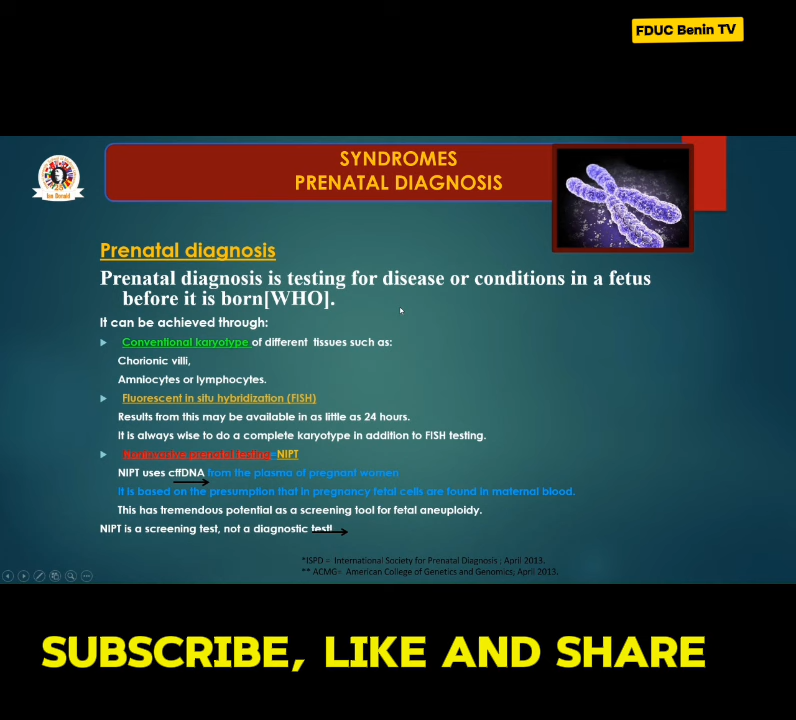 FDUC Benin TV
SYNDROMES
PRENATAL DIAGNOSIS
Ian Donald
Prenatal diagnosis
Prenatal diagnosis is testing for disease or conditions in a fetus
before it is born[WHO].
It can be achieved through:
Conventional karyotype of different tissues such as:
Chorionic villi,
Amniocytes or lymphocytes.
Fluorescent in situ hybridization (FISH)
Results from this may be available in as little as 24 hours.
It is always wise to do a complete karyotype in addition to FISH testing.
Noninvasive prenatal testing=NIPT
NIPT uses cffDNA from the plasma of pregnant women
It is based on the presumption that in pregnancy fetal cells are found in maternal blood.
This has tremendous potential as a screening tool for fetal aneuploidy.
NIPT is a screening test, not a diagnostic
*ISPD = International Society for Prenatal Diagnosis ; April 2013.
** ACMG= American College of Genetics and Genomics; April 2013.
SUBSCRIBE, LIKE AND SHARE